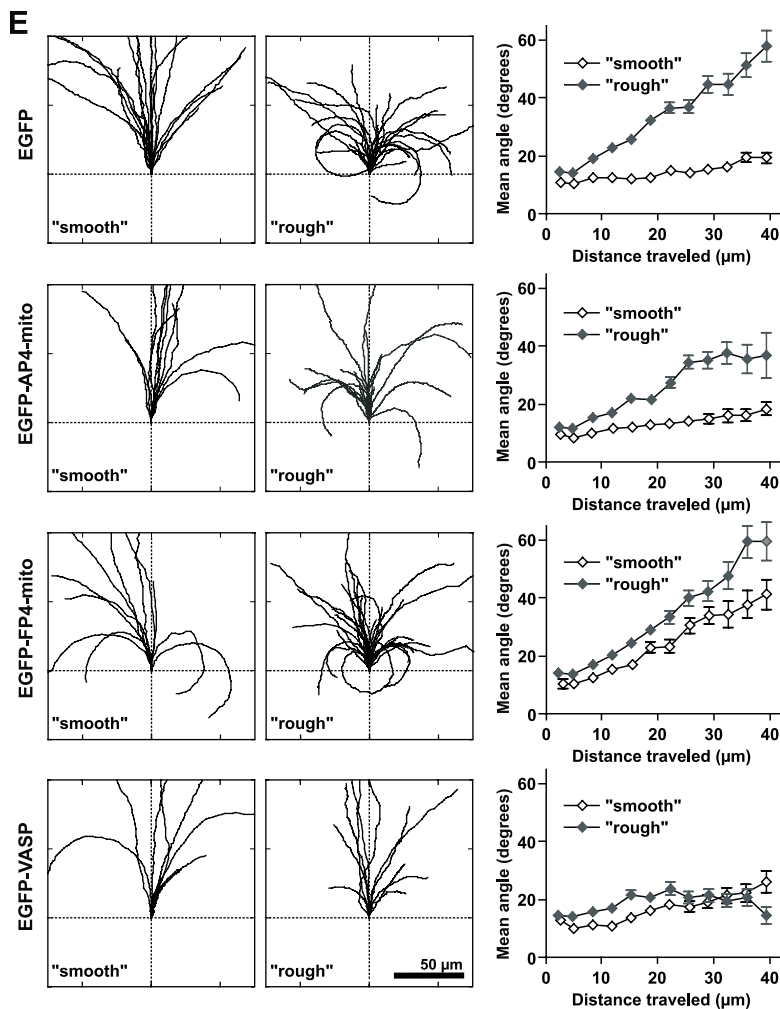 E
EGFP
"smooth"
"rough"
Mean angle (degrees)
60
40
20
0
"smooth"
"rough"
0 10 20 30 40
Distance traveled (µm)
EGFP-AP4-mito
"smooth"
"rough"
Mean angle (degrees)
60
40
20
0
"smooth"
"rough"
0 10 20 30 40
Distance traveled (µm)
EGFP-FP4-mito
"smooth"
"rough"
Mean angle (degrees)
60
40
20
0
"smooth"
"rough"
0 10 20 30 40
Distance traveled (µm)
EGFP-VASP
"smooth"
"rough"
50 µm
Mean angle (degrees)
60
40
20
0
"smooth"
"rough"
0 10 20 30 40
Distance traveled (µm)